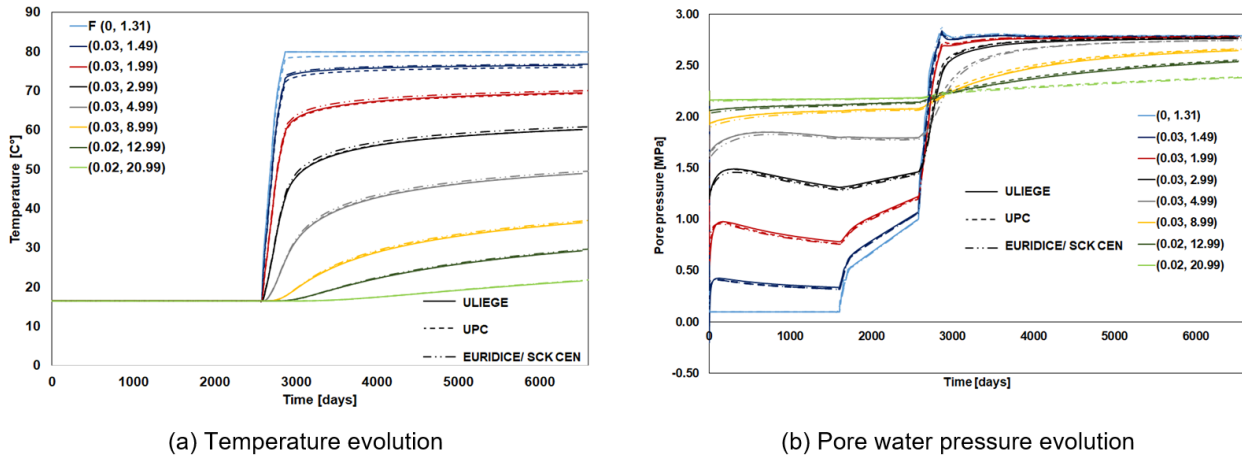 90
80
70
60
50
40
30
20
10
0
Temperature [C°]
F (0, 1.31)
(0.03, 1.49)
(0.03, 1.99)
(0.03, 2.99)
(0.03, 4.99)
(0.03, 8.99)
(0.02, 12.99)
(0.02, 20.99)
ULIEGE
UPC
EURIDICE/ SCK CEN
0 1000 2000 3000 4000 5000 6000
Time [days]
(a) Temperature evolution
3.00
2.50
2.00
1.50
1.00
0.50
0.00
-0.50
Pore pressure [MPa]
(0, 1.31)
(0.03, 1.49)
(0.03, 1.99)
(0.03, 2.99)
(0.03, 4.99)
(0.03, 8.99)
(0.02, 12.99)
(0.02, 20.99)
ULIEGE
UPC
EURIDICE/ SCK CEN
0 1000 2000 3000 4000 5000 6000
Time [days]
(b) Pore water pressure evolution